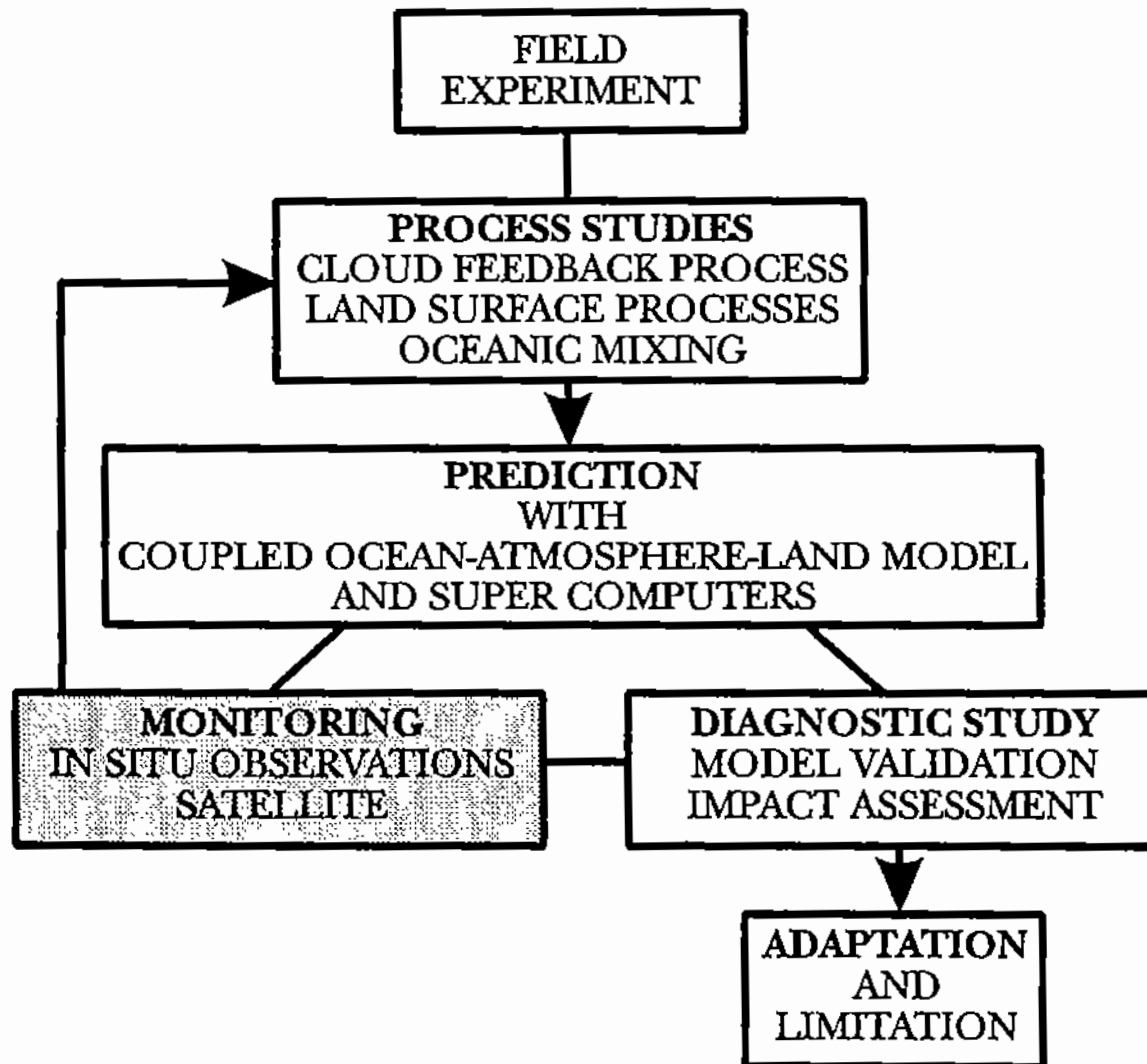 FIELD
EXPERIMENT
PROCESS STUDIES
CLOUD FEEDBACK PROCESS
LAND SURFACE PROCESSES
OCEANIC MIXING
PREDICTION
WITH
COUPLED OCEAN-ATMOSPHERE-LAND MODEL
AND SUPER COMPUTERS
MONITORING
IN SITU OBSERVATIONS
SATELLITE
DIAGNOSTIC STUDY
MODEL VALIDATION
IMPACT ASSESSMENT
ADAPTATION
AND
LIMITATION